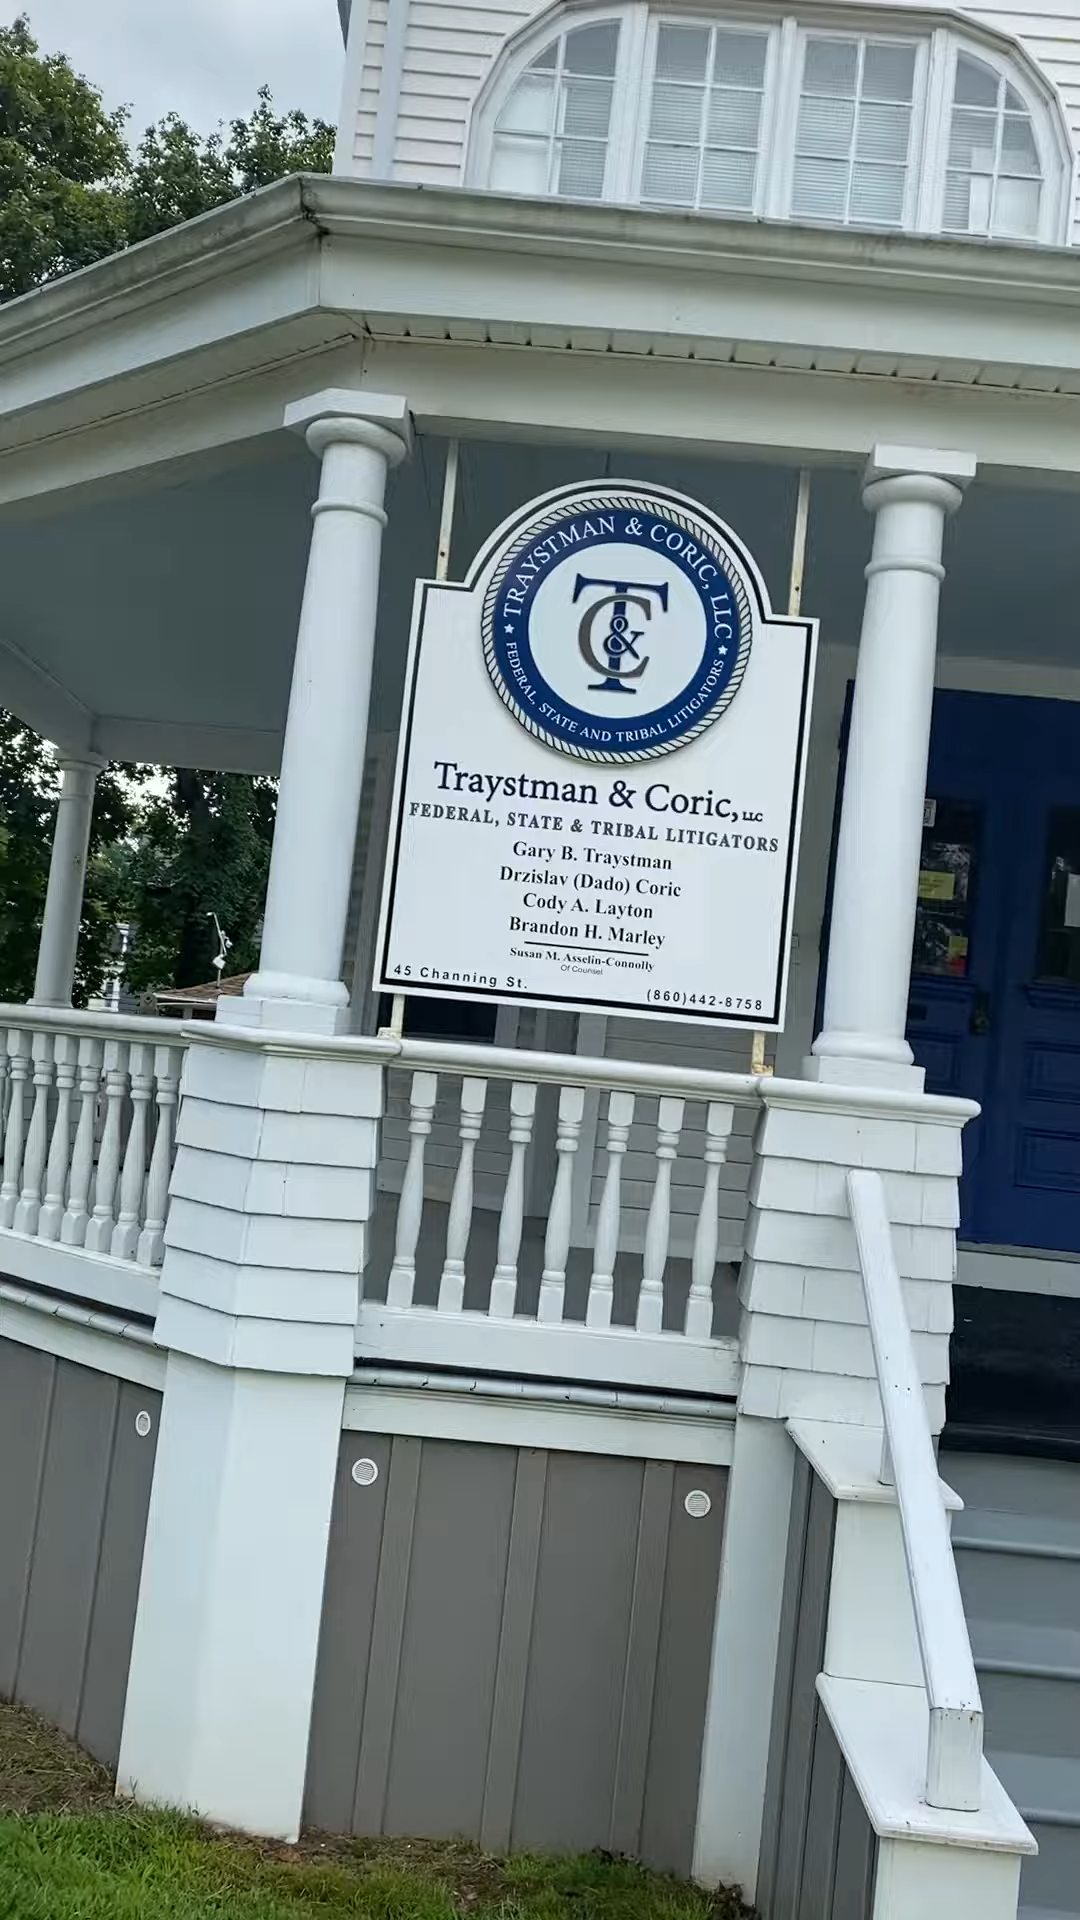 TRAYSTMAN & CORIC, LLC
FEDERAL, STATE AND TRIBAL LITIGATORS
T&C
Traystman & Coric, LLC
FEDERAL, STATE & TRIBAL LITIGATORS
Gary B. Traystman
Drzislav (Dado) Coric
Cody A. Layton
Brandon H. Marley
Susan M. Asselin-Connolly
Of Counsel
45 Channing St.
(860)442-8758